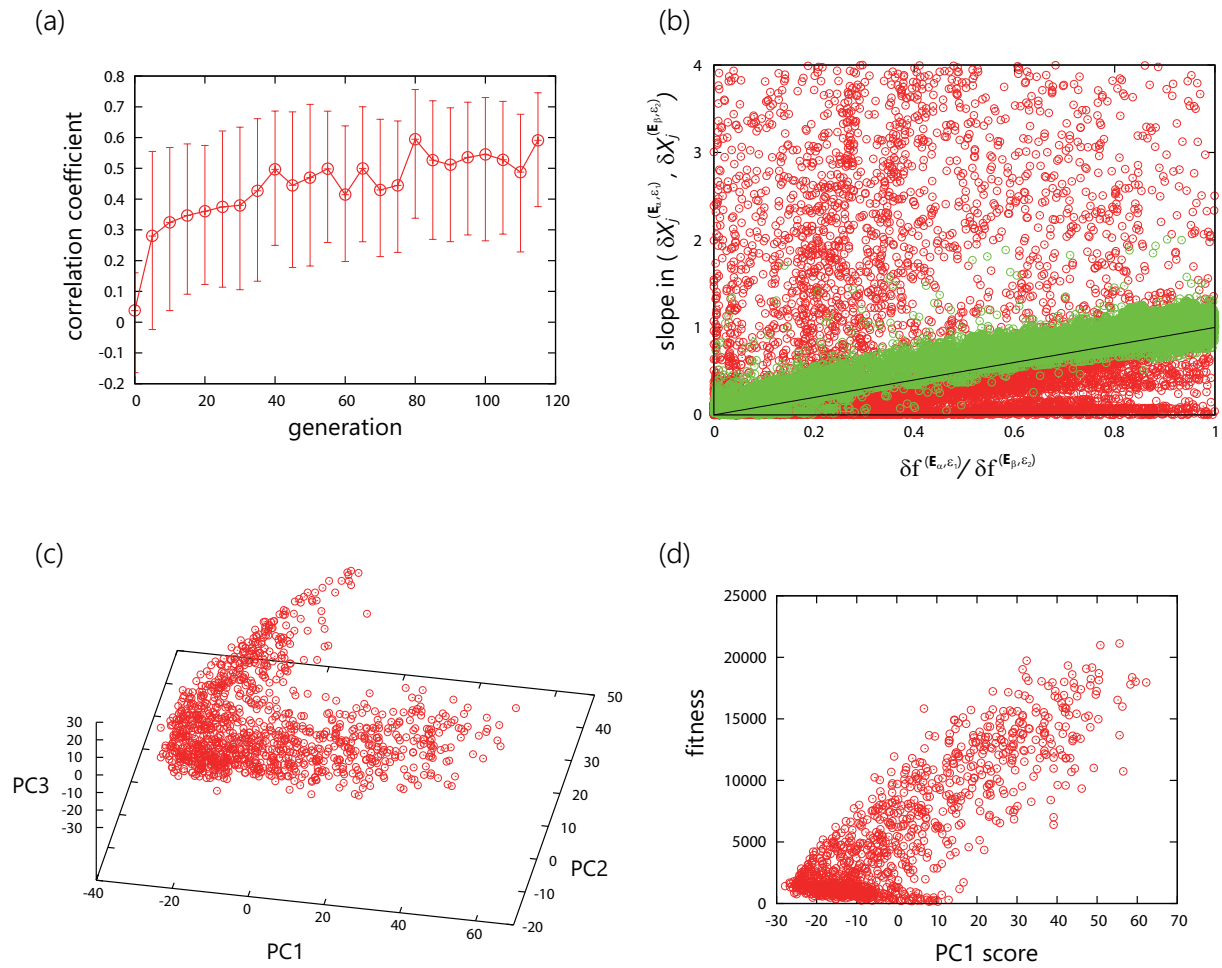 (a)
0.8
0.7
0.6
0.5
0.4
0.3
0.2
0.1
0
-0.1
-0.2
correlation coefficient
0 20 40 60 80 100 120
generation
(b)
4
3
2
1
0
slope in ( δX_j^(E_α,ε_1) , δX_j^(E_β,ε_2) )
0 0.2 0.4 0.6 0.8 1
δf^(E_α,ε_1) / δf^(E_β,ε_2)
(c)
30
20
10
0
-10
-20
-30
PC3
-40 -20 0 20 40 60
PC1
50
40
30
20
10
0
-10
-20
PC2
(d)
25000
20000
15000
10000
5000
0
fitness
-30 -20 -10 0 10 20 30 40 50 60 70
PC1 score